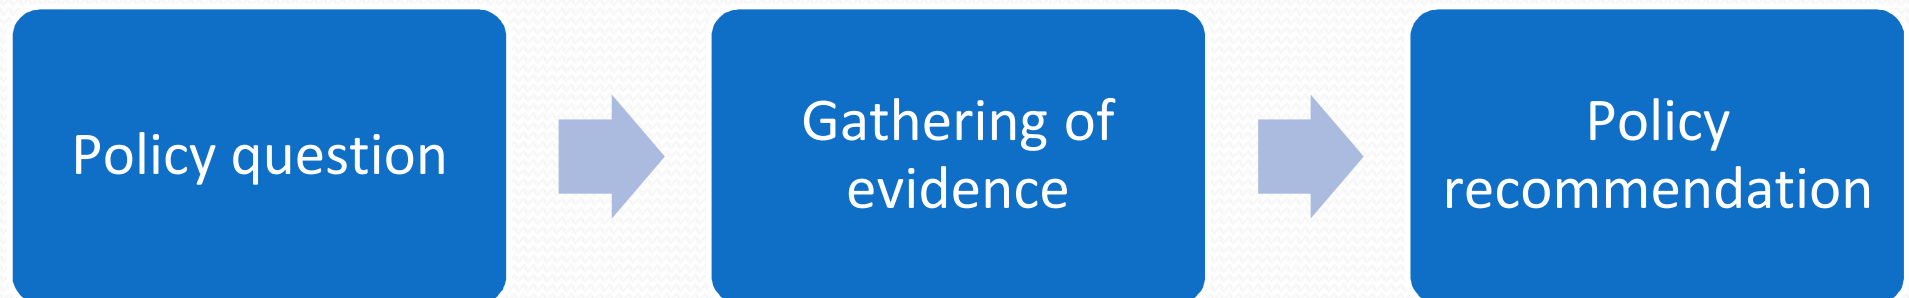 Policy question
Gathering of
evidence
Policy
recommendation